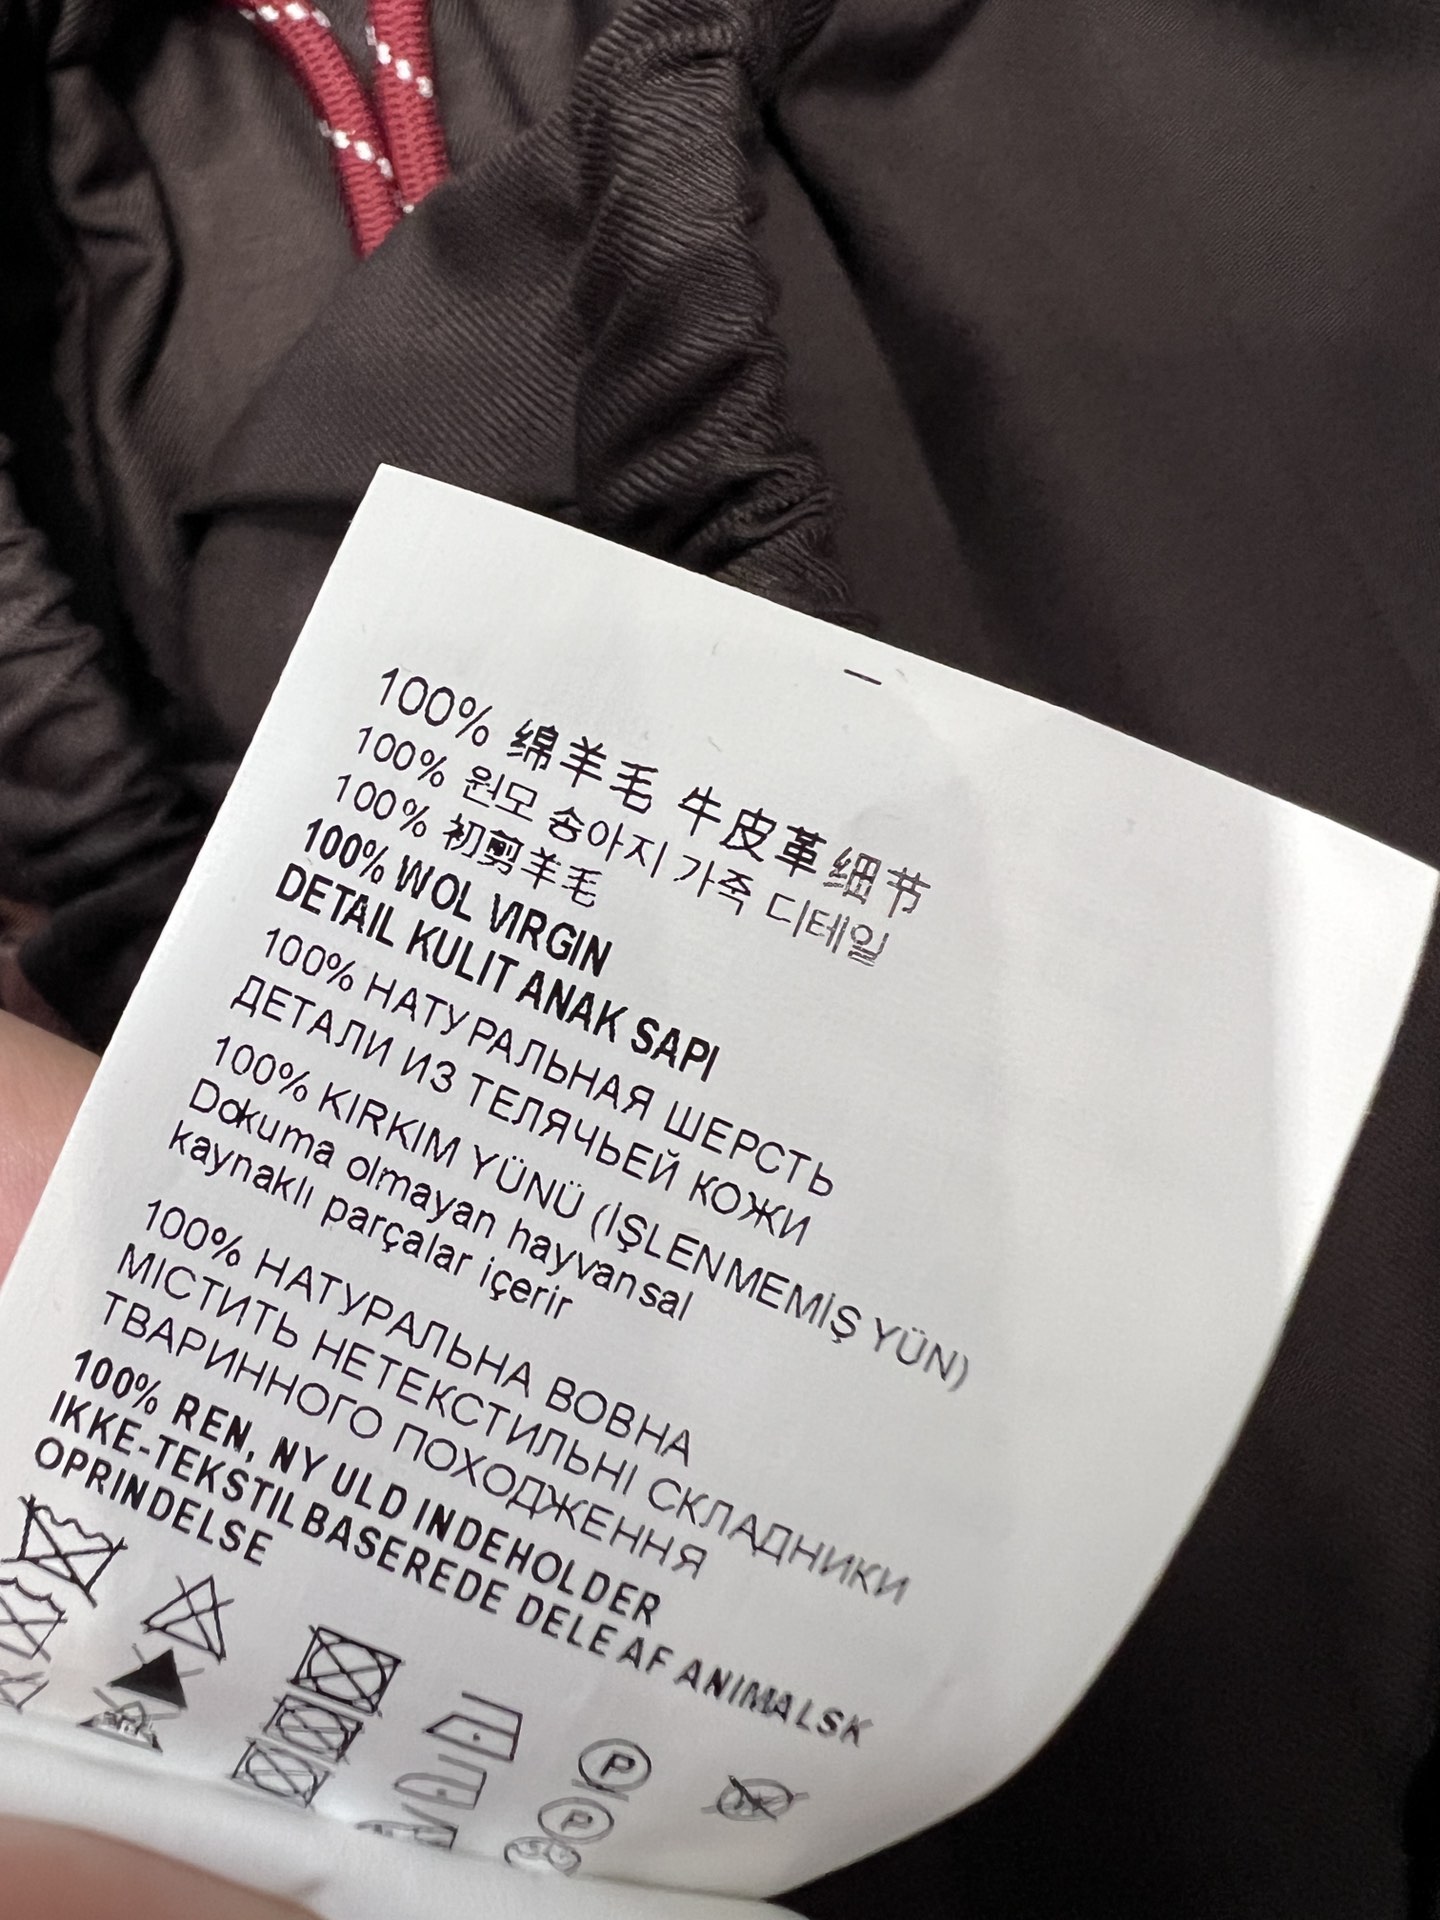 100% 绵羊毛 牛皮革细节
100% 원모 송아지 가죽 디테일
100% 初剪羊毛
100% WOL VIRGIN
DETAIL KULIT ANAK SAPI
100% НАТУРАЛЬНАЯ ШЕРСТЬ
ДЕТАЛИ ИЗ ТЕЛЯЧЬЕЙ КОЖИ
100% KIRKIM YÜNÜ (İŞLENMEMİŞ YÜN)
Dokuma olmayan hayvansal
kaynaklı parçalar içerir
100% НАТУРАЛЬНА ВОВНА
МІСТИТЬ НЕТЕКСТИЛЬНІ СКЛАДНИКИ
ТВАРИННОГО ПОХОДЖЕННЯ
100% REN, NY ULD INDEHOLDER
IKKE-TEKSTILBASEREDE DELE AF ANIMALSK
OPRINDELSE
P
P